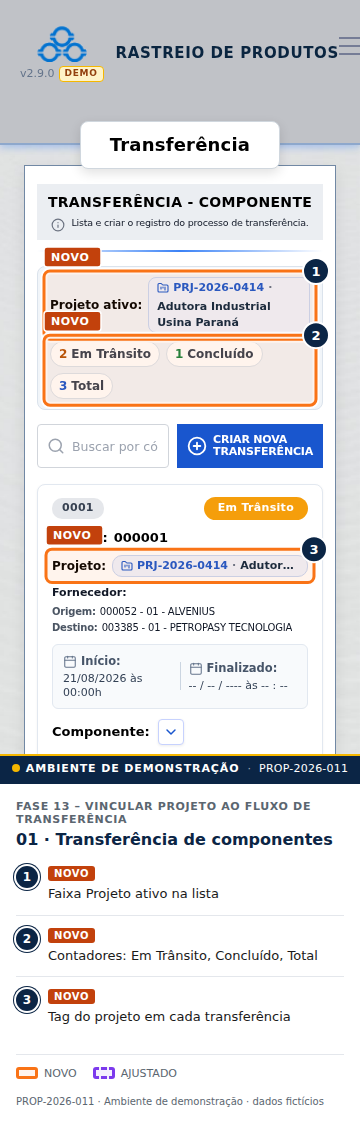 RASTREIO DE PRODUTOS
v2.9.0 DEMO
Transferência
TRANSFERÊNCIA - COMPONENTE
Lista e criar o registro do processo de transferência.
NOVO
1
Projeto ativo:
PRJ-2026-0414 ·
Adutora Industrial
Usina Paraná
NOVO
2
2 Em Trânsito
1 Concluído
3 Total
Buscar por có
CRIAR NOVA
TRANSFERÊNCIA
0001
Em Trânsito
NOVO
: 000001
3
Projeto: PRJ-2026-0414 · Adutor...
Fornecedor:
Origem: 000052 - 01 - ALVENIUS
Destino: 003385 - 01 - PETROPASY TECNOLOGIA
Início:
21/08/2026 às
00:00h
Finalizado:
-- / -- / ---- às -- : --
Componente:
AMBIENTE DE DEMONSTRAÇÃO · PROP-2026-011
FASE 13 – VINCULAR PROJETO AO FLUXO DE
TRANSFERÊNCIA
01 · Transferência de componentes
1 NOVO
Faixa Projeto ativo na lista
2 NOVO
Contadores: Em Trânsito, Concluído, Total
3 NOVO
Tag do projeto em cada transferência
NOVO AJUSTADO
PROP-2026-011 · Ambiente de demonstração · dados fictícios